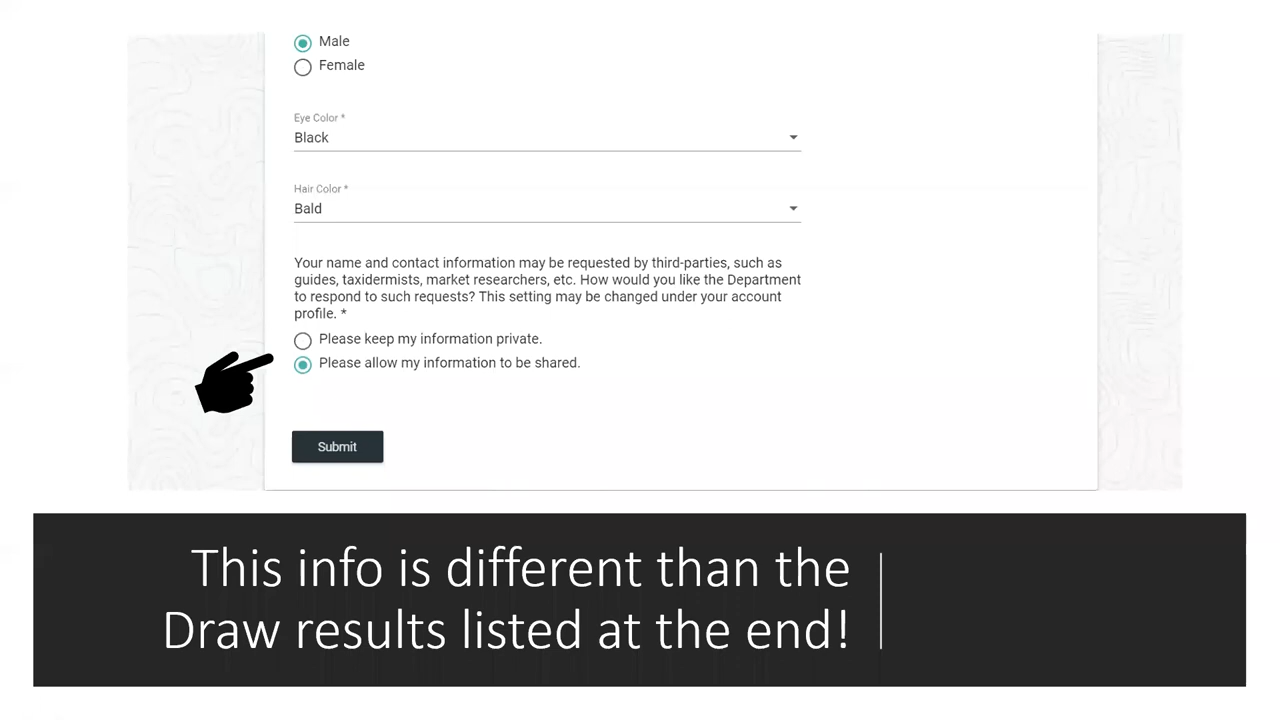 Male
Female
Eye Color *
Black
Hair Color *
Bald
Your name and contact information may be requested by third-parties, such as
guides, taxidermists, market researchers, etc. How would you like the Department
to respond to such requests? This setting may be changed under your account
profile. *
Please keep my information private.
Please allow my information to be shared.
Submit
This info is different than the
Draw results listed at the end!